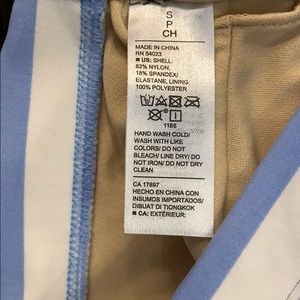 S
P
CH
MADE IN CHINA
RN 54023
■ US: SHELL:
82% NYLON,
18% SPANDEX/
ELASTANE, LINING:
100% POLYESTER
1166
HAND WASH COLD/
WASH WITH LIKE
COLORS/ DO NOT
BLEACH/ LINE DRY/ DO
NOT IRON/ DO NOT DRY
CLEAN
CA 17897
HECHO EN CHINA CON
INSUMOS IMPORTADOS/
DIBUAT DI TIONGKOK
■ CA: EXTÉRIEUR: